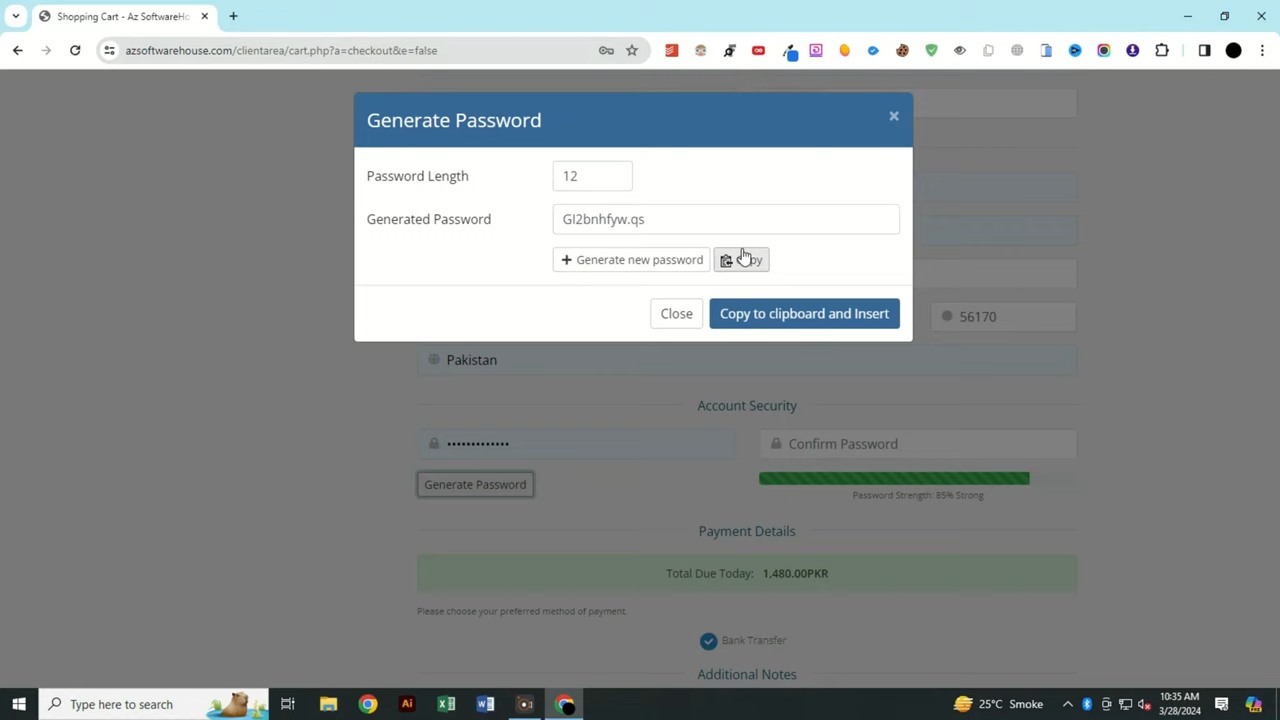 Shopping Cart - Az SoftwareHo
azsoftwarehouse.com/clientarea/cart.php?a=checkout&e=false
Generate Password
×
Password Length
12
Generated Password
Gl2bnhfyw.qs
+ Generate new password
Close
Copy to clipboard and Insert
56170
Pakistan
Account Security
•••••••••••••
Confirm Password
Generate Password
Password Strength: 85% Strong
Payment Details
Total Due Today: 1,480.00PKR
Please choose your preferred method of payment.
Bank Transfer
Additional Notes
Type here to search
25°C Smoke
10:35 AM
3/28/2024